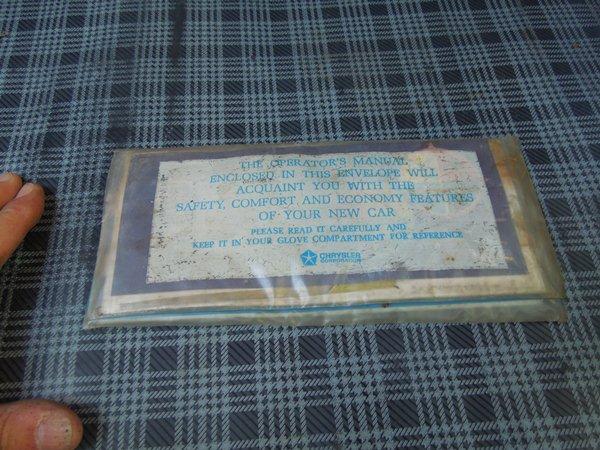 THE OPERATOR'S MANUAL
ENCLOSED IN THIS ENVELOPE WILL
ACQUAINT YOU WITH THE
SAFETY, COMFORT AND ECONOMY FEATURES
OF YOUR NEW CAR
PLEASE READ IT CAREFULLY AND
KEEP IT IN YOUR GLOVE COMPARTMENT FOR REFERENCE
CHRYSLER
CORPORATION